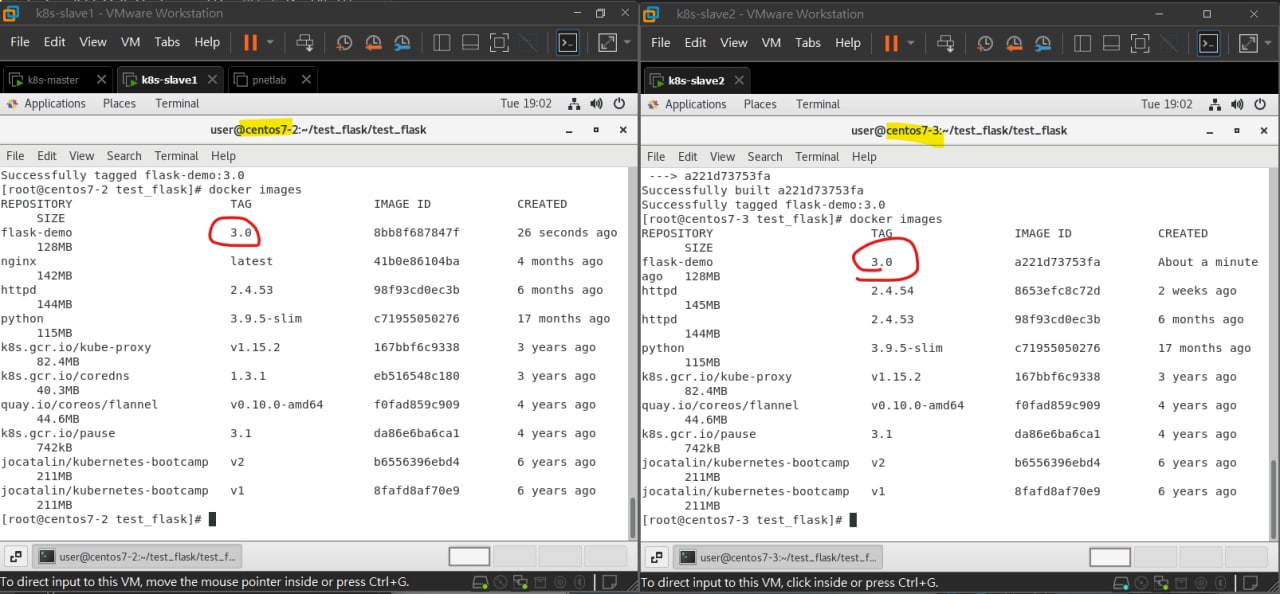 k8s-slave1 - VMware Workstation
File Edit View VM Tabs Help
k8s-master k8s-slave1 pnetlab
Applications Places Terminal Tue 19:02
user@centos7-2:~/test_flask/test_flask
File Edit View Search Terminal Help
Successfully tagged flask-demo:3.0
[root@centos7-2 test_flask]# docker images
REPOSITORY TAG IMAGE ID CREATED
SIZE
flask-demo 3.0 8bb8f687847f 26 seconds ago
128MB
nginx latest 41b0e86104ba 4 months ago
142MB
httpd 2.4.53 98f93cd0ec3b 6 months ago
144MB
python 3.9.5-slim c71955050276 17 months ago
115MB
k8s.gcr.io/kube-proxy v1.15.2 167bbf6c9338 3 years ago
82.4MB
k8s.gcr.io/coredns 1.3.1 eb516548c180 3 years ago
40.3MB
quay.io/coreos/flannel v0.10.0-amd64 f0fad859c909 4 years ago
44.6MB
k8s.gcr.io/pause 3.1 da86e6ba6ca1 4 years ago
742kB
jocatalin/kubernetes-bootcamp v2 b6556396ebd4 6 years ago
211MB
jocatalin/kubernetes-bootcamp v1 8fafd8af70e9 6 years ago
211MB
[root@centos7-2 test_flask]#
user@centos7-2:~/test_flask/test_f...
To direct input to this VM, move the mouse pointer inside or press Ctrl+G.
k8s-slave2 - VMware Workstation
File Edit View VM Tabs Help
k8s-slave2
Applications Places Terminal Tue 19:02
user@centos7-3:~/test_flask/test_flask
File Edit View Search Terminal Help
---> a221d73753fa
Successfully built a221d73753fa
Successfully tagged flask-demo:3.0
[root@centos7-3 test_flask]# docker images
REPOSITORY TAG IMAGE ID CREATED
SIZE
flask-demo 3.0 a221d73753fa About a minute
ago 128MB
httpd 2.4.54 8653efc8c72d 2 weeks ago
145MB
httpd 2.4.53 98f93cd0ec3b 6 months ago
144MB
python 3.9.5-slim c71955050276 17 months ago
115MB
k8s.gcr.io/kube-proxy v1.15.2 167bbf6c9338 3 years ago
82.4MB
quay.io/coreos/flannel v0.10.0-amd64 f0fad859c909 4 years ago
44.6MB
k8s.gcr.io/pause 3.1 da86e6ba6ca1 4 years ago
742kB
jocatalin/kubernetes-bootcamp v2 b6556396ebd4 6 years ago
211MB
jocatalin/kubernetes-bootcamp v1 8fafd8af70e9 6 years ago
211MB
[root@centos7-3 test_flask]#
user@centos7-3:~/test_flask/test_f...
To direct input to this VM, click inside or press Ctrl+G.